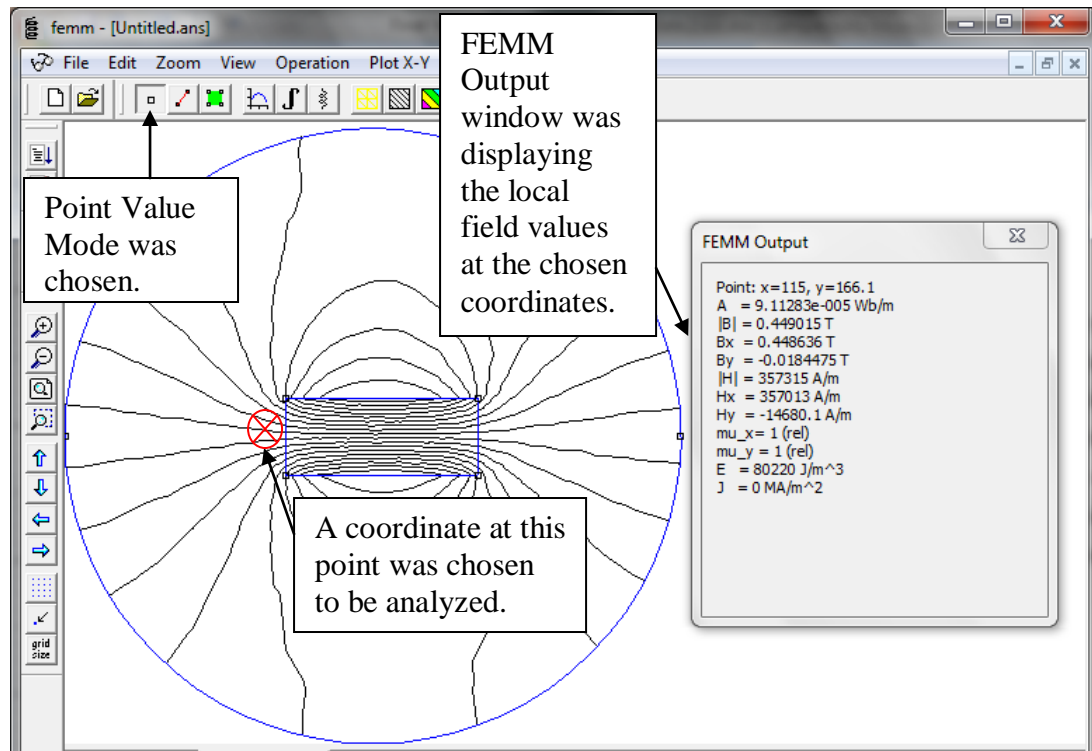 femm - [Untitled.ans]
File Edit Zoom View Operation Plot X-Y
FEMM
Output
window was
displaying
the local
field values
at the chosen
coordinates.
Point Value
Mode was
chosen.
FEMM Output
Point: x=115, y=166.1
A = 9.11283e-005 Wb/m
|B| = 0.449015 T
Bx = 0.448636 T
By = -0.0184475 T
|H| = 357315 A/m
Hx = 357013 A/m
Hy = -14680.1 A/m
mu_x= 1 (rel)
mu_y = 1 (rel)
E = 80220 J/m^3
J = 0 MA/m^2
A coordinate at this
point was chosen
to be analyzed.
grid
size